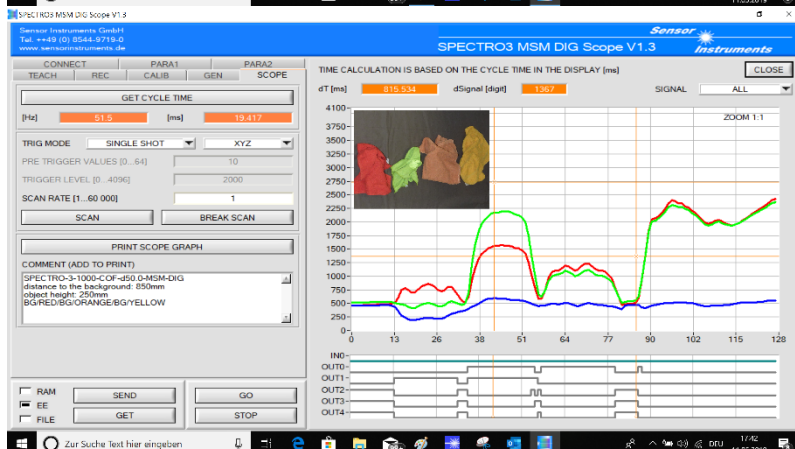 SPECTRO3 MSM DIG Scope V1.3
Sensor Instruments GmbH
Tel. ++49 (0) 8544-9719-0
www.sensorinstruments.de
SPECTRO3 MSM DIG Scope V1.3
Sensor Instruments
CONNECT PARA1 PARA2
TEACH REC CALIB GEN SCOPE
GET CYCLE TIME
[Hz] 51.5 [ms] 19.417
TRIG MODE SINGLE SHOT XYZ
PRE TRIGGER VALUES [0...64] 10
TRIGGER LEVEL [0...4096] 2000
SCAN RATE [1...60 000] 1
SCAN BREAK SCAN
PRINT SCOPE GRAPH
COMMENT (ADD TO PRINT)
SPECTRO-3-1000-COF-d50.0-MSM-DIG
distance to the background: 850mm
object height: 250mm
BG/RED/BG/ORANGE/BG/YELLOW
RAM
EE
FILE
SEND GO
GET STOP
TIME CALCULATION IS BASED ON THE CYCLE TIME IN THE DISPLAY [ms]
CLOSE
dT [ms] 815.534 dSignal [digit] 1367 SIGNAL ALL
ZOOM 1:1
4100
3750
3500
3250
3000
2750
2500
2250
2000
1750
1500
1250
1000
750
500
250
0
0 13 26 38 51 64 77 90 102 115 128
IN0
OUT0
OUT1
OUT2
OUT3
OUT4
Zur Suche Text hier eingeben
DEU
17:42